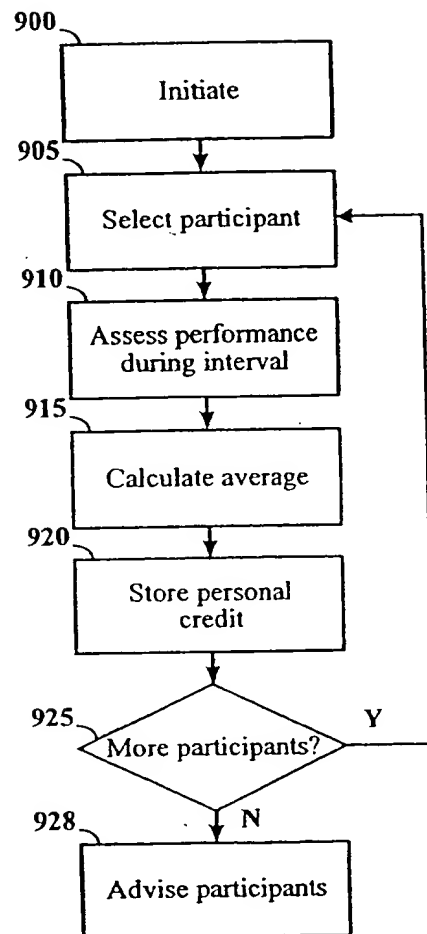 900
Initiate
905
Select participant
910
Assess performance
during interval
915
Calculate average
920
Store personal
credit
925
More participants?
Y
N
928
Advise participants